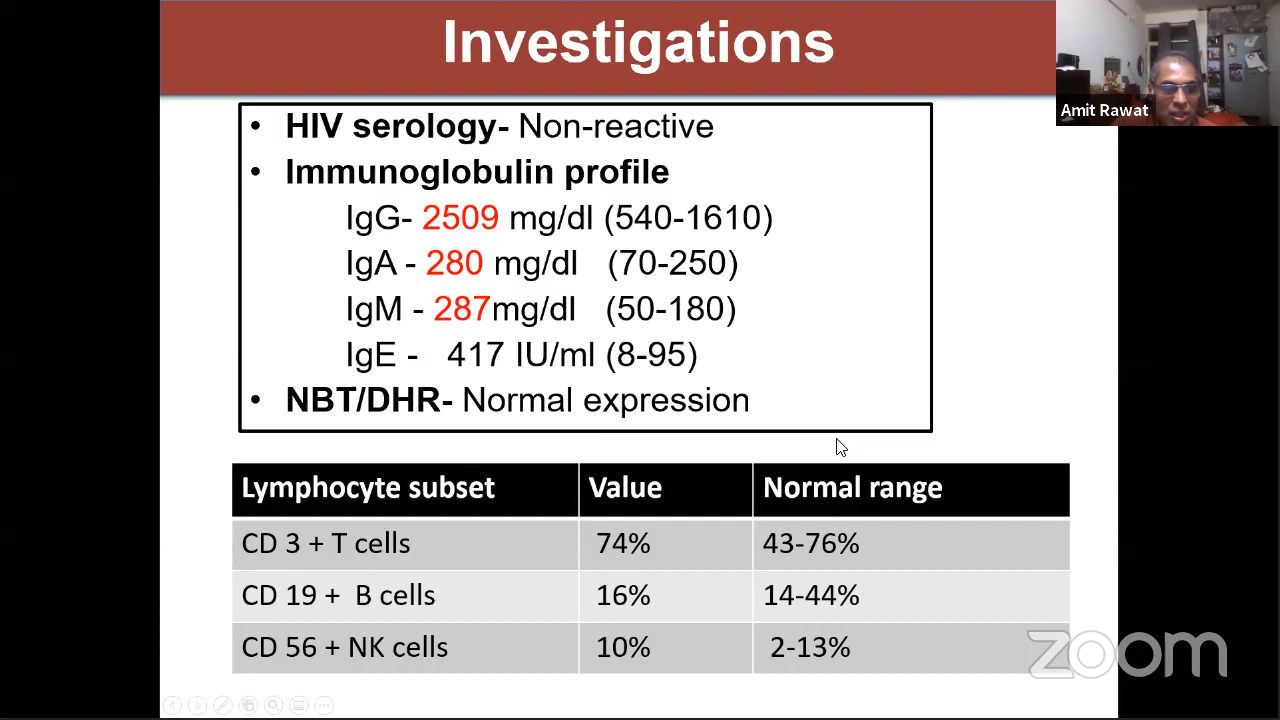 Investigations
Amit Rawat
• HIV serology- Non-reactive
• Immunoglobulin profile
IgG- 2509 mg/dl (540-1610)
IgA - 280 mg/dl (70-250)
IgM - 287mg/dl (50-180)
IgE - 417 IU/ml (8-95)
• NBT/DHR- Normal expression
Lymphocyte subset Value Normal range
CD 3 + T cells 74% 43-76%
CD 19 + B cells 16% 14-44%
CD 56 + NK cells 10% 2-13%
zoom